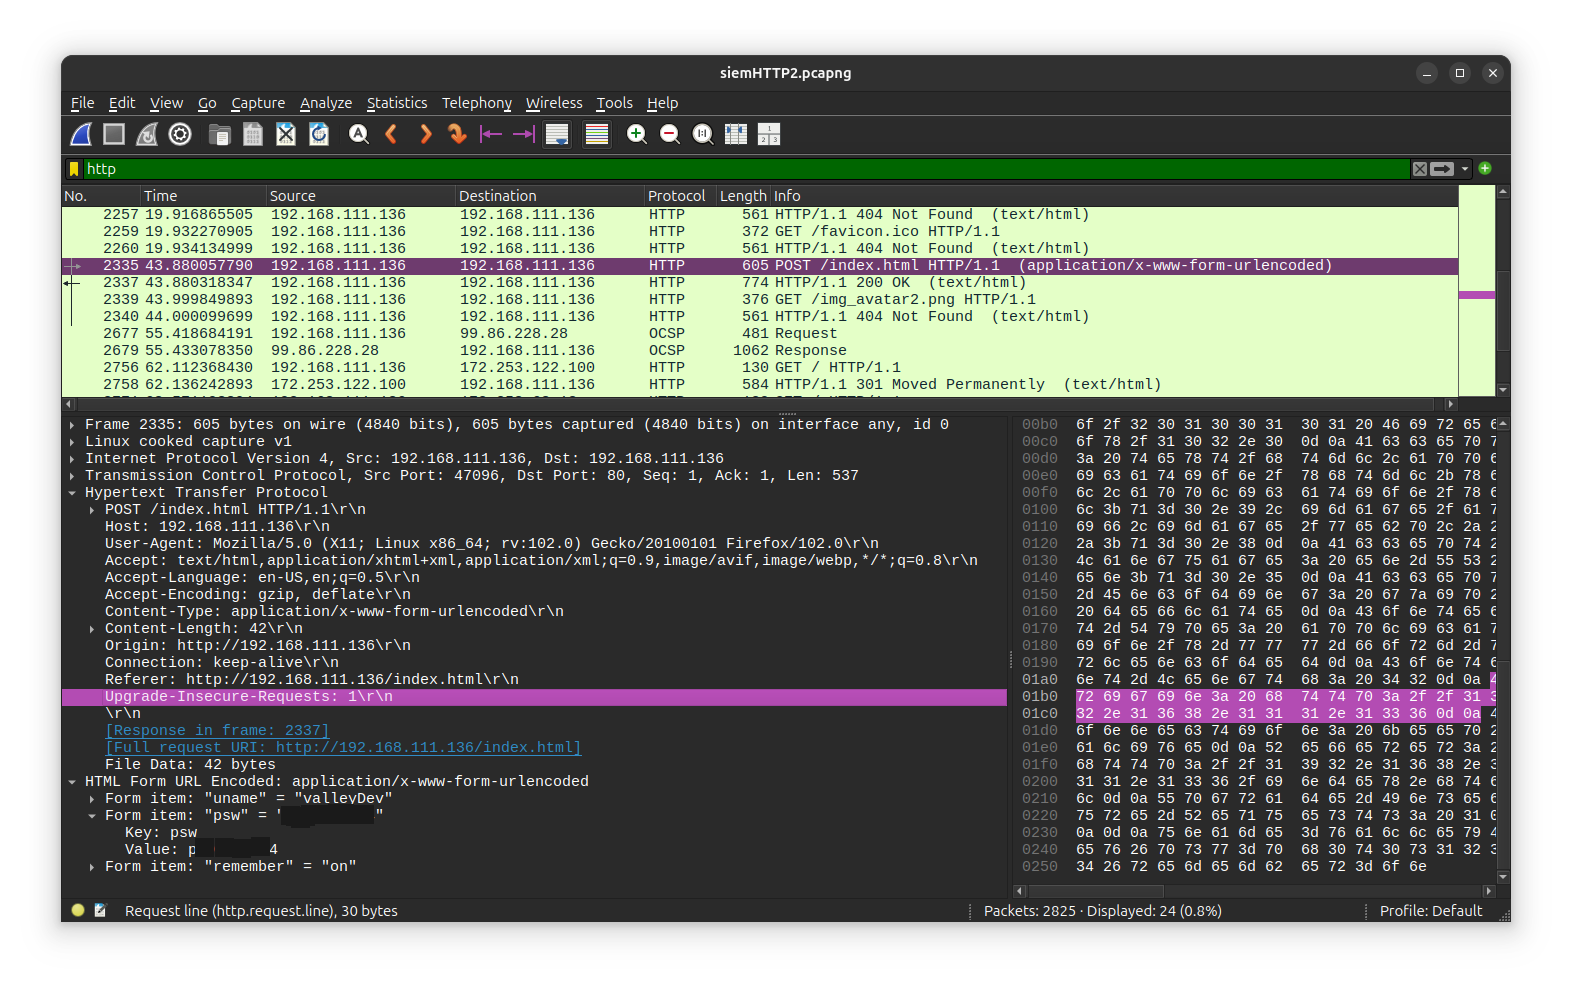 siemHTTP2.pcapng
File Edit View Go Capture Analyze Statistics Telephony Wireless Tools Help
http
No. Time Source Destination Protocol Length Info
2257 19.916865505 192.168.111.136 192.168.111.136 HTTP 561 HTTP/1.1 404 Not Found (text/html)
2259 19.932270905 192.168.111.136 192.168.111.136 HTTP 372 GET /favicon.ico HTTP/1.1
2260 19.934134999 192.168.111.136 192.168.111.136 HTTP 561 HTTP/1.1 404 Not Found (text/html)
2335 43.880057790 192.168.111.136 192.168.111.136 HTTP 605 POST /index.html HTTP/1.1 (application/x-www-form-urlencoded)
2337 43.880318347 192.168.111.136 192.168.111.136 HTTP 774 HTTP/1.1 200 OK (text/html)
2339 43.999849893 192.168.111.136 192.168.111.136 HTTP 376 GET /img_avatar2.png HTTP/1.1
2340 44.000099699 192.168.111.136 192.168.111.136 HTTP 561 HTTP/1.1 404 Not Found (text/html)
2677 55.418684191 192.168.111.136 99.86.228.28 OCSP 481 Request
2679 55.433078350 99.86.228.28 192.168.111.136 OCSP 1062 Response
2756 62.112368430 192.168.111.136 172.253.122.100 HTTP 130 GET / HTTP/1.1
2758 62.136242893 172.253.122.100 192.168.111.136 HTTP 584 HTTP/1.1 301 Moved Permanently (text/html)
Frame 2335: 605 bytes on wire (4840 bits), 605 bytes captured (4840 bits) on interface any, id 0
Linux cooked capture v1
Internet Protocol Version 4, Src: 192.168.111.136, Dst: 192.168.111.136
Transmission Control Protocol, Src Port: 47096, Dst Port: 80, Seq: 1, Ack: 1, Len: 537
Hypertext Transfer Protocol
POST /index.html HTTP/1.1\r\n
Host: 192.168.111.136\r\n
User-Agent: Mozilla/5.0 (X11; Linux x86_64; rv:102.0) Gecko/20100101 Firefox/102.0\r\n
Accept: text/html,application/xhtml+xml,application/xml;q=0.9,image/avif,image/webp,*/*;q=0.8\r\n
Accept-Language: en-US,en;q=0.5\r\n
Accept-Encoding: gzip, deflate\r\n
Content-Type: application/x-www-form-urlencoded\r\n
Content-Length: 42\r\n
Origin: http://192.168.111.136\r\n
Connection: keep-alive\r\n
Referer: http://192.168.111.136/index.html\r\n
Upgrade-Insecure-Requests: 1\r\n
\r\n
[Response in frame: 2337]
[Full request URI: http://192.168.111.136/index.html]
File Data: 42 bytes
HTML Form URL Encoded: application/x-www-form-urlencoded
Form item: "uname" = "valleyDev"
Form item: "psw" = " "
Key: psw
Value: p 4
Form item: "remember" = "on"
00b0 6f 2f 32 30 31 30 30 31 30 31 20 46 69 72 65 6
00c0 6f 78 2f 31 30 32 2e 30 0d 0a 41 63 63 65 70 7
00d0 3a 20 74 65 78 74 2f 68 74 6d 6c 2c 61 70 70 6
00e0 69 63 61 74 69 6f 6e 2f 78 68 74 6d 6c 2b 78 6
00f0 6c 2c 61 70 70 6c 69 63 61 74 69 6f 6e 2f 78 6
0100 6c 3b 71 3d 30 2e 39 2c 69 6d 61 67 65 2f 61 7
0110 69 66 2c 69 6d 61 67 65 2f 77 65 62 70 2c 2a 2
0120 2a 3b 71 3d 30 2e 38 0d 0a 41 63 63 65 70 74 2
0130 4c 61 6e 67 75 61 67 65 3a 20 65 6e 2d 55 53 2
0140 65 6e 3b 71 3d 30 2e 35 0d 0a 41 63 63 65 70 7
0150 2d 45 6e 63 6f 64 69 6e 67 3a 20 67 7a 69 70 2
0160 20 64 65 66 6c 61 74 65 0d 0a 43 6f 6e 74 65 6
0170 74 2d 54 79 70 65 3a 20 61 70 70 6c 69 63 61 7
0180 69 6f 6e 2f 78 2d 77 77 77 2d 66 6f 72 6d 2d 7
0190 72 6c 65 6e 63 6f 64 65 64 0d 0a 43 6f 6e 74 6
01a0 6e 74 2d 4c 65 6e 67 74 68 3a 20 34 32 0d 0a 4
01b0 72 69 67 69 6e 3a 20 68 74 74 70 3a 2f 2f 31 3
01c0 32 2e 31 36 38 2e 31 31 31 2e 31 33 36 0d 0a 4
01d0 6f 6e 6e 65 63 74 69 6f 6e 3a 20 6b 65 65 70 2
01e0 61 6c 69 76 65 0d 0a 52 65 66 65 72 65 72 3a 2
01f0 68 74 74 70 3a 2f 2f 31 39 32 2e 31 36 38 2e 3
0200 31 31 2e 31 33 36 2f 69 6e 64 65 78 2e 68 74 6
0210 6c 0d 0a 55 70 67 72 61 64 65 2d 49 6e 73 65 6
0220 75 72 65 2d 52 65 71 75 65 73 74 73 3a 20 31 0
0230 0a 0d 0a 75 6e 61 6d 65 3d 76 61 6c 6c 65 79 4
0240 65 76 26 70 73 77 3d 70 68 30 74 30 73 31 32 3
0250 34 26 72 65 6d 65 6d 62 65 72 3d 6f 6e
Request line (http.request.line), 30 bytes
Packets: 2825 · Displayed: 24 (0.8%)
Profile: Default